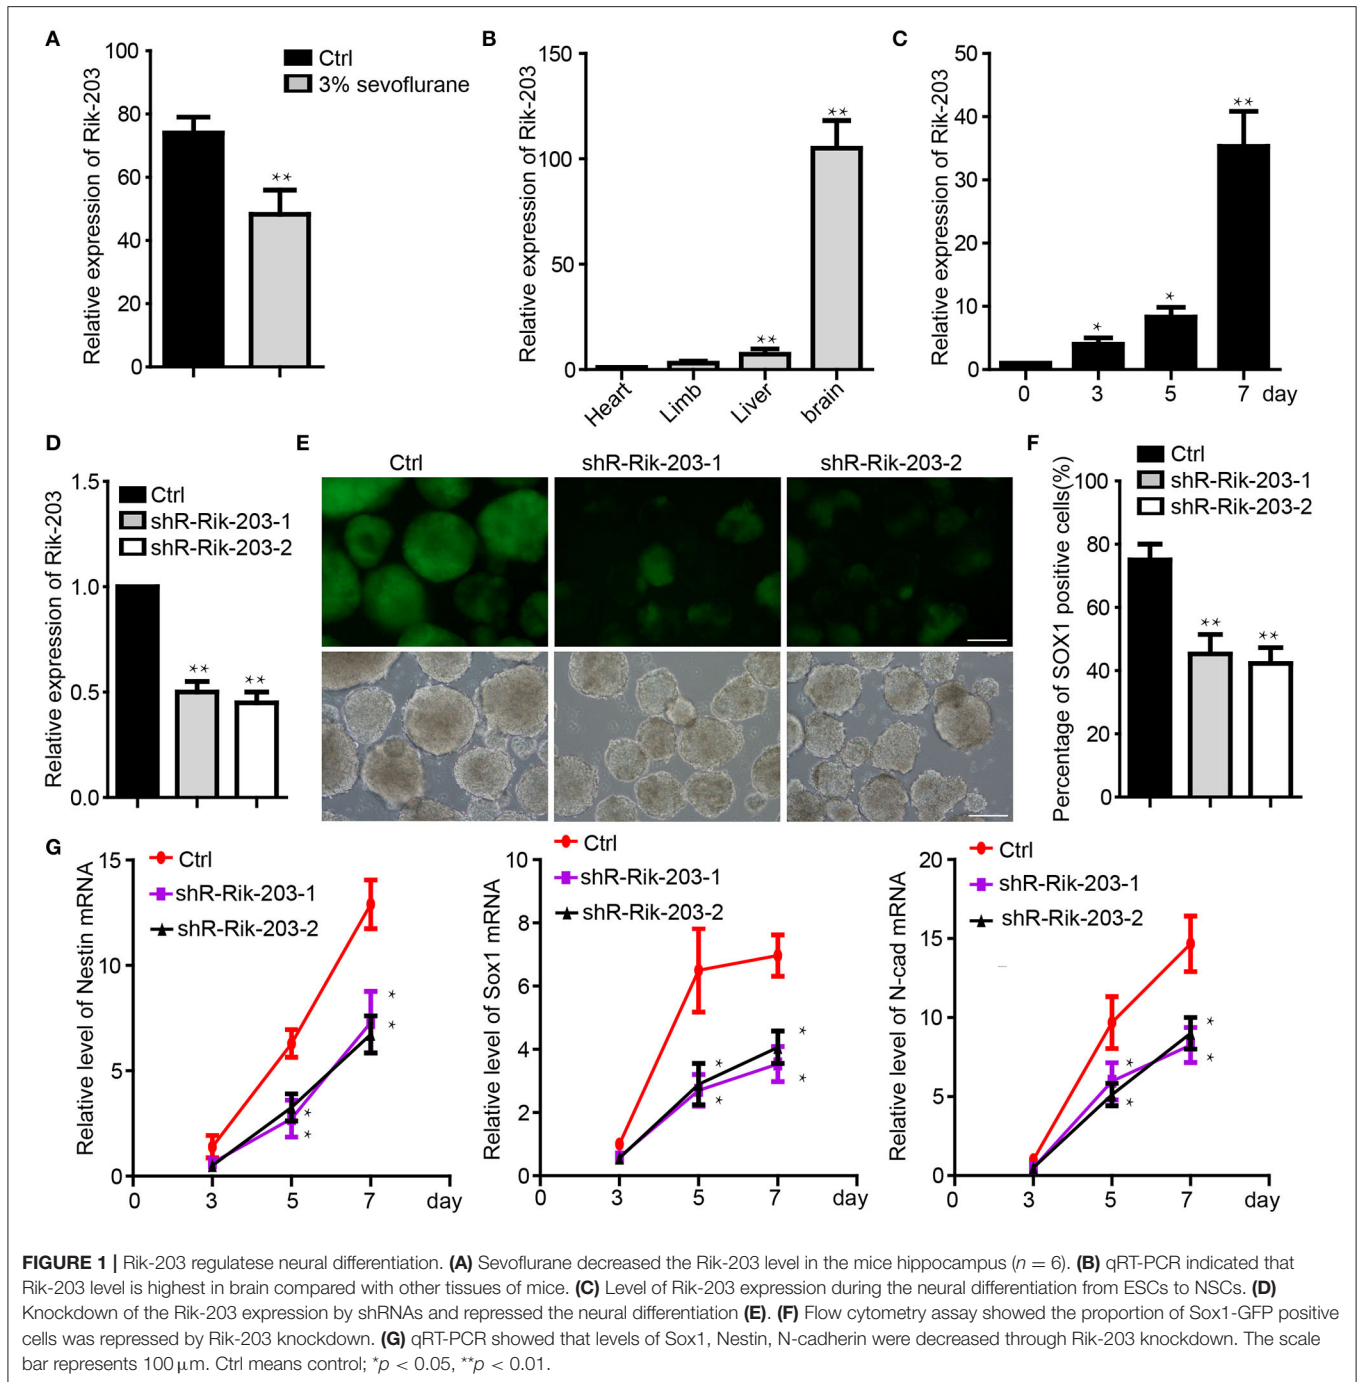 A
Relative expression of Rik-203
100
80
60
40
20
0
Ctrl
3% sevoflurane
**
B
Relative expression of Rik-203
150
100
50
0
**
**
Heart
Limb
Liver
brain
C
Relative expression of Rik-203
50
40
30
20
10
0
*
*
**
0 3 5 7 day
D
Relative expression of Rik-203
1.5
1.0
0.5
0.0
Ctrl
shR-Rik-203-1
shR-Rik-203-2
**
**
E
Ctrl
shR-Rik-203-1
shR-Rik-203-2
F
Percentage of SOX1 positive cells(%)
100
80
60
40
20
0
Ctrl
shR-Rik-203-1
shR-Rik-203-2
**
**
G
Relative level of Nestin mRNA
15
10
5
0
Ctrl
shR-Rik-203-1
shR-Rik-203-2
*
*
*
*
0 3 5 7 day
Relative level of Sox1 mRNA
10
8
6
4
2
0
Ctrl
shR-Rik-203-1
shR-Rik-203-2
*
*
*
*
0 3 5 7 day
Relative level of N-cad mRNA
20
15
10
5
0
Ctrl
shR-Rik-203-1
shR-Rik-203-2
*
*
*
*
0 3 5 7 day
FIGURE 1 | Rik-203 regulatese neural differentiation. (A) Sevoflurane decreased the Rik-203 level in the mice hippocampus (n = 6). (B) qRT-PCR indicated that
Rik-203 level is highest in brain compared with other tissues of mice. (C) Level of Rik-203 expression during the neural differentiation from ESCs to NSCs. (D)
Knockdown of the Rik-203 expression by shRNAs and repressed the neural differentiation (E). (F) Flow cytometry assay showed the proportion of Sox1-GFP positive
cells was repressed by Rik-203 knockdown. (G) qRT-PCR showed that levels of Sox1, Nestin, N-cadherin were decreased through Rik-203 knockdown. The scale
bar represents 100 μm. Ctrl means control; *p < 0.05, **p < 0.01.